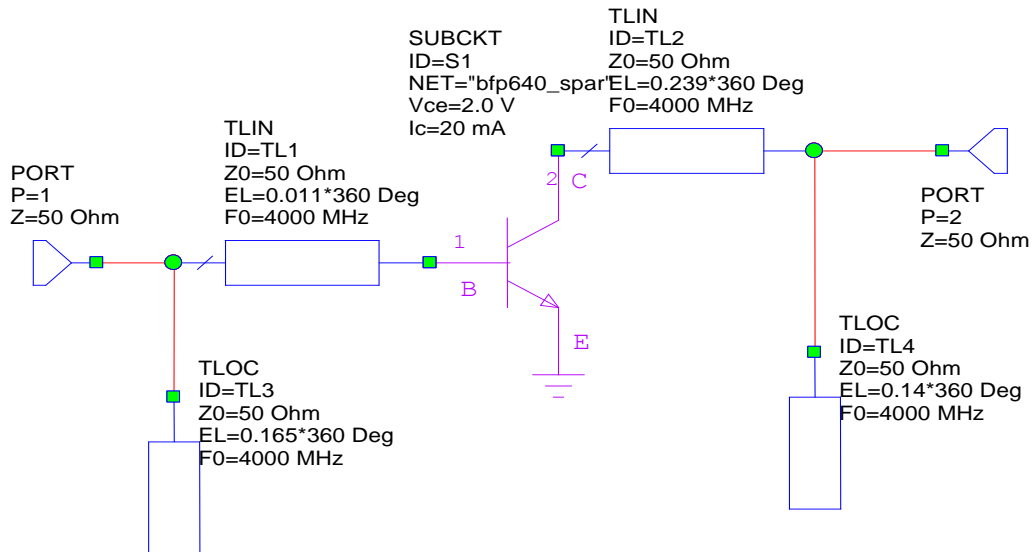 SUBCKT
ID=S1
NET="bfp640_spar"
Vce=2.0 V
Ic=20 mA
TLIN
ID=TL2
Z0=50 Ohm
EL=0.239*360 Deg
F0=4000 MHz
TLIN
ID=TL1
Z0=50 Ohm
EL=0.011*360 Deg
F0=4000 MHz
PORT
P=1
Z=50 Ohm
2
C
1
B
E
PORT
P=2
Z=50 Ohm
TLOC
ID=TL3
Z0=50 Ohm
EL=0.165*360 Deg
F0=4000 MHz
TLOC
ID=TL4
Z0=50 Ohm
EL=0.14*360 Deg
F0=4000 MHz